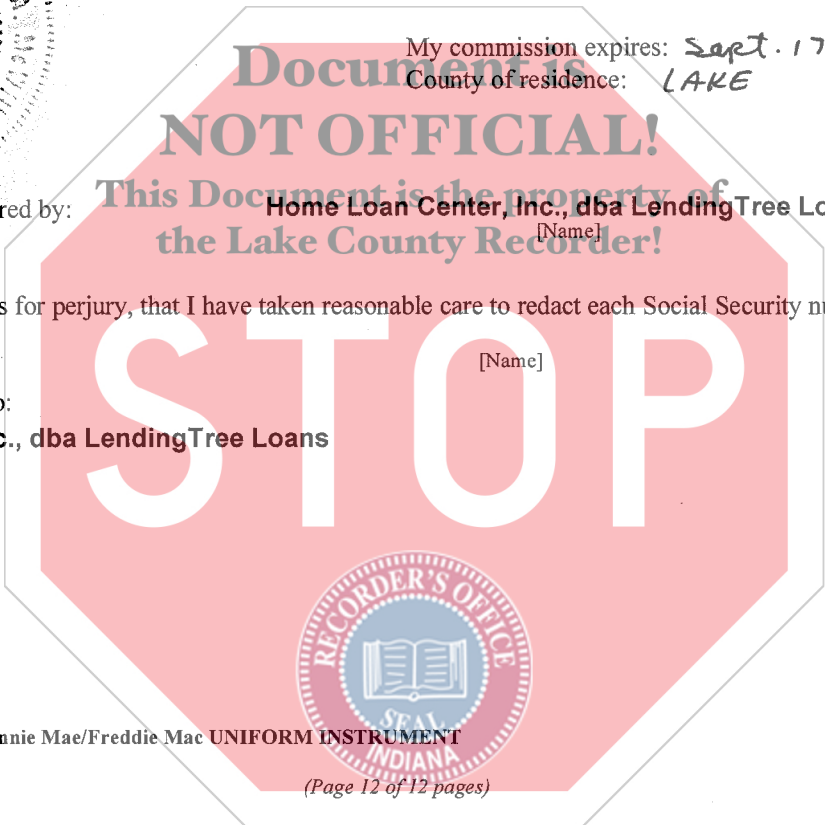 My commission expires: Sept. 17
County of residence: LAKE
Document is
NOT OFFICIAL!
This Document is the property of
the Lake County Recorder!
red by: Home Loan Center, Inc., dba LendingTree Lo
[Name]
s for perjury, that I have taken reasonable care to redact each Social Security nu
[Name]
o:
c., dba LendingTree Loans
STOP
RECORDER'S OFFICE
SEAL
INDIANA
nnie Mae/Freddie Mac UNIFORM INSTRUMENT
(Page 12 of 12 pages)